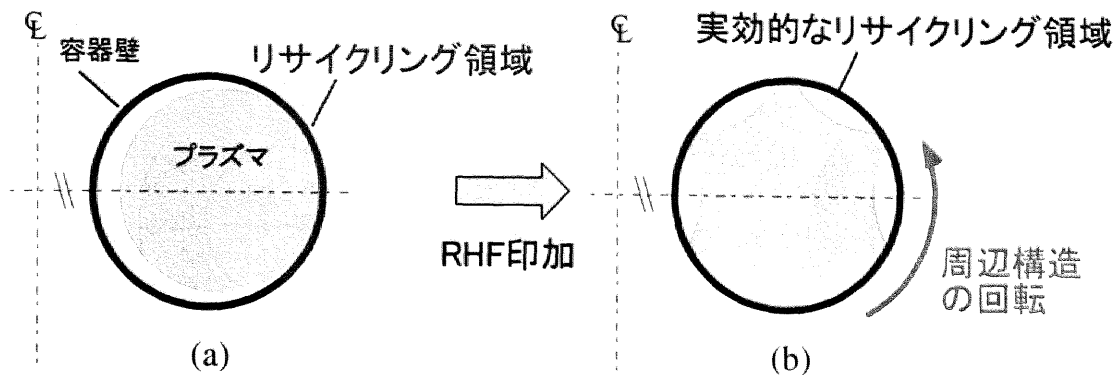 ℄
容器壁
リサイクリング領域
プラズマ
(a)
RHF印加
℄
実効的なリサイクリング領域
周辺構造
の回転
(b)